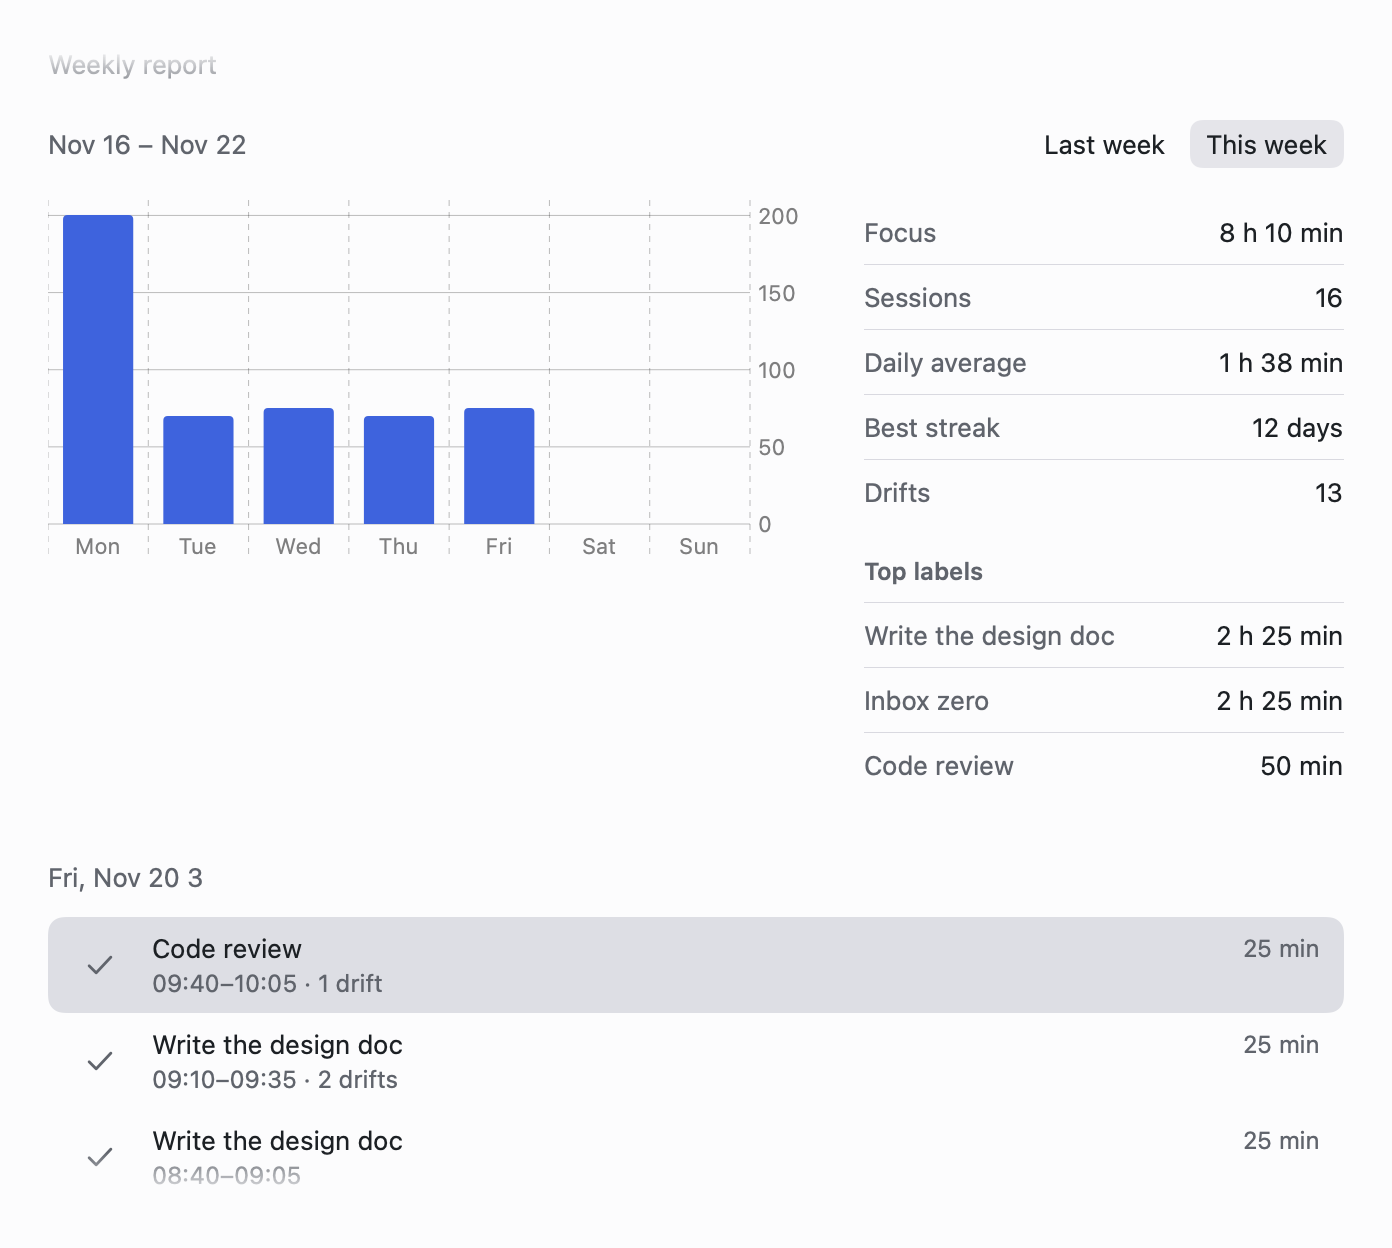 Weekly report
Nov 16 – Nov 22
Last week
This week
200
150
100
50
0
Mon Tue Wed Thu Fri Sat Sun
Focus 8 h 10 min
Sessions 16
Daily average 1 h 38 min
Best streak 12 days
Drifts 13
Top labels
Write the design doc 2 h 25 min
Inbox zero 2 h 25 min
Code review 50 min
Fri, Nov 20 3
Code review 25 min
09:40–10:05 · 1 drift
Write the design doc 25 min
09:10–09:35 · 2 drifts
Write the design doc 25 min
08:40–09:05